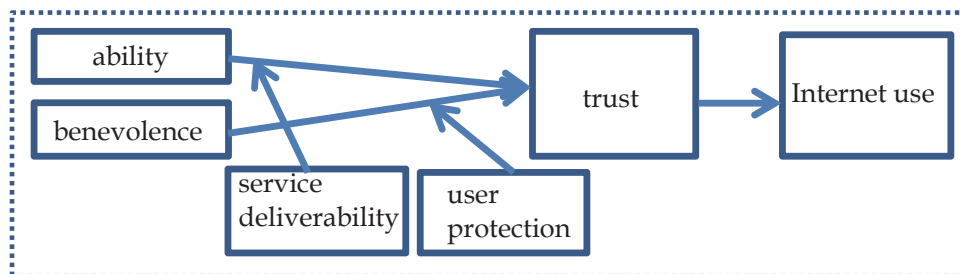 ability
benevolence
trust
Internet use
service
deliverability
user
protection